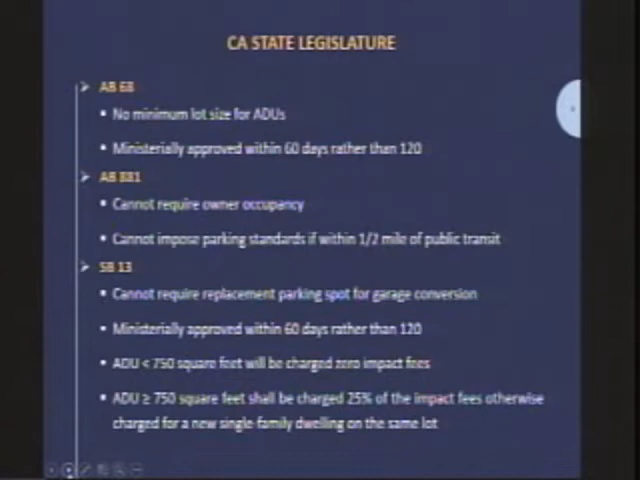 CA STATE LEGISLATURE
AB 68
No minimum lot size for ADUs
Ministerially approved within 60 days rather than 120
AB 881
Cannot require owner occupancy
Cannot impose parking standards if within 1/2 mile of public transit
SB 13
Cannot require replacement parking spot for garage conversion
Ministerially approved within 60 days rather than 120
ADU < 750 square feet will be charged zero impact fees
ADU ≥ 750 square feet shall be charged 25% of the impact fees otherwise
charged for a new single-family dwelling on the same lot